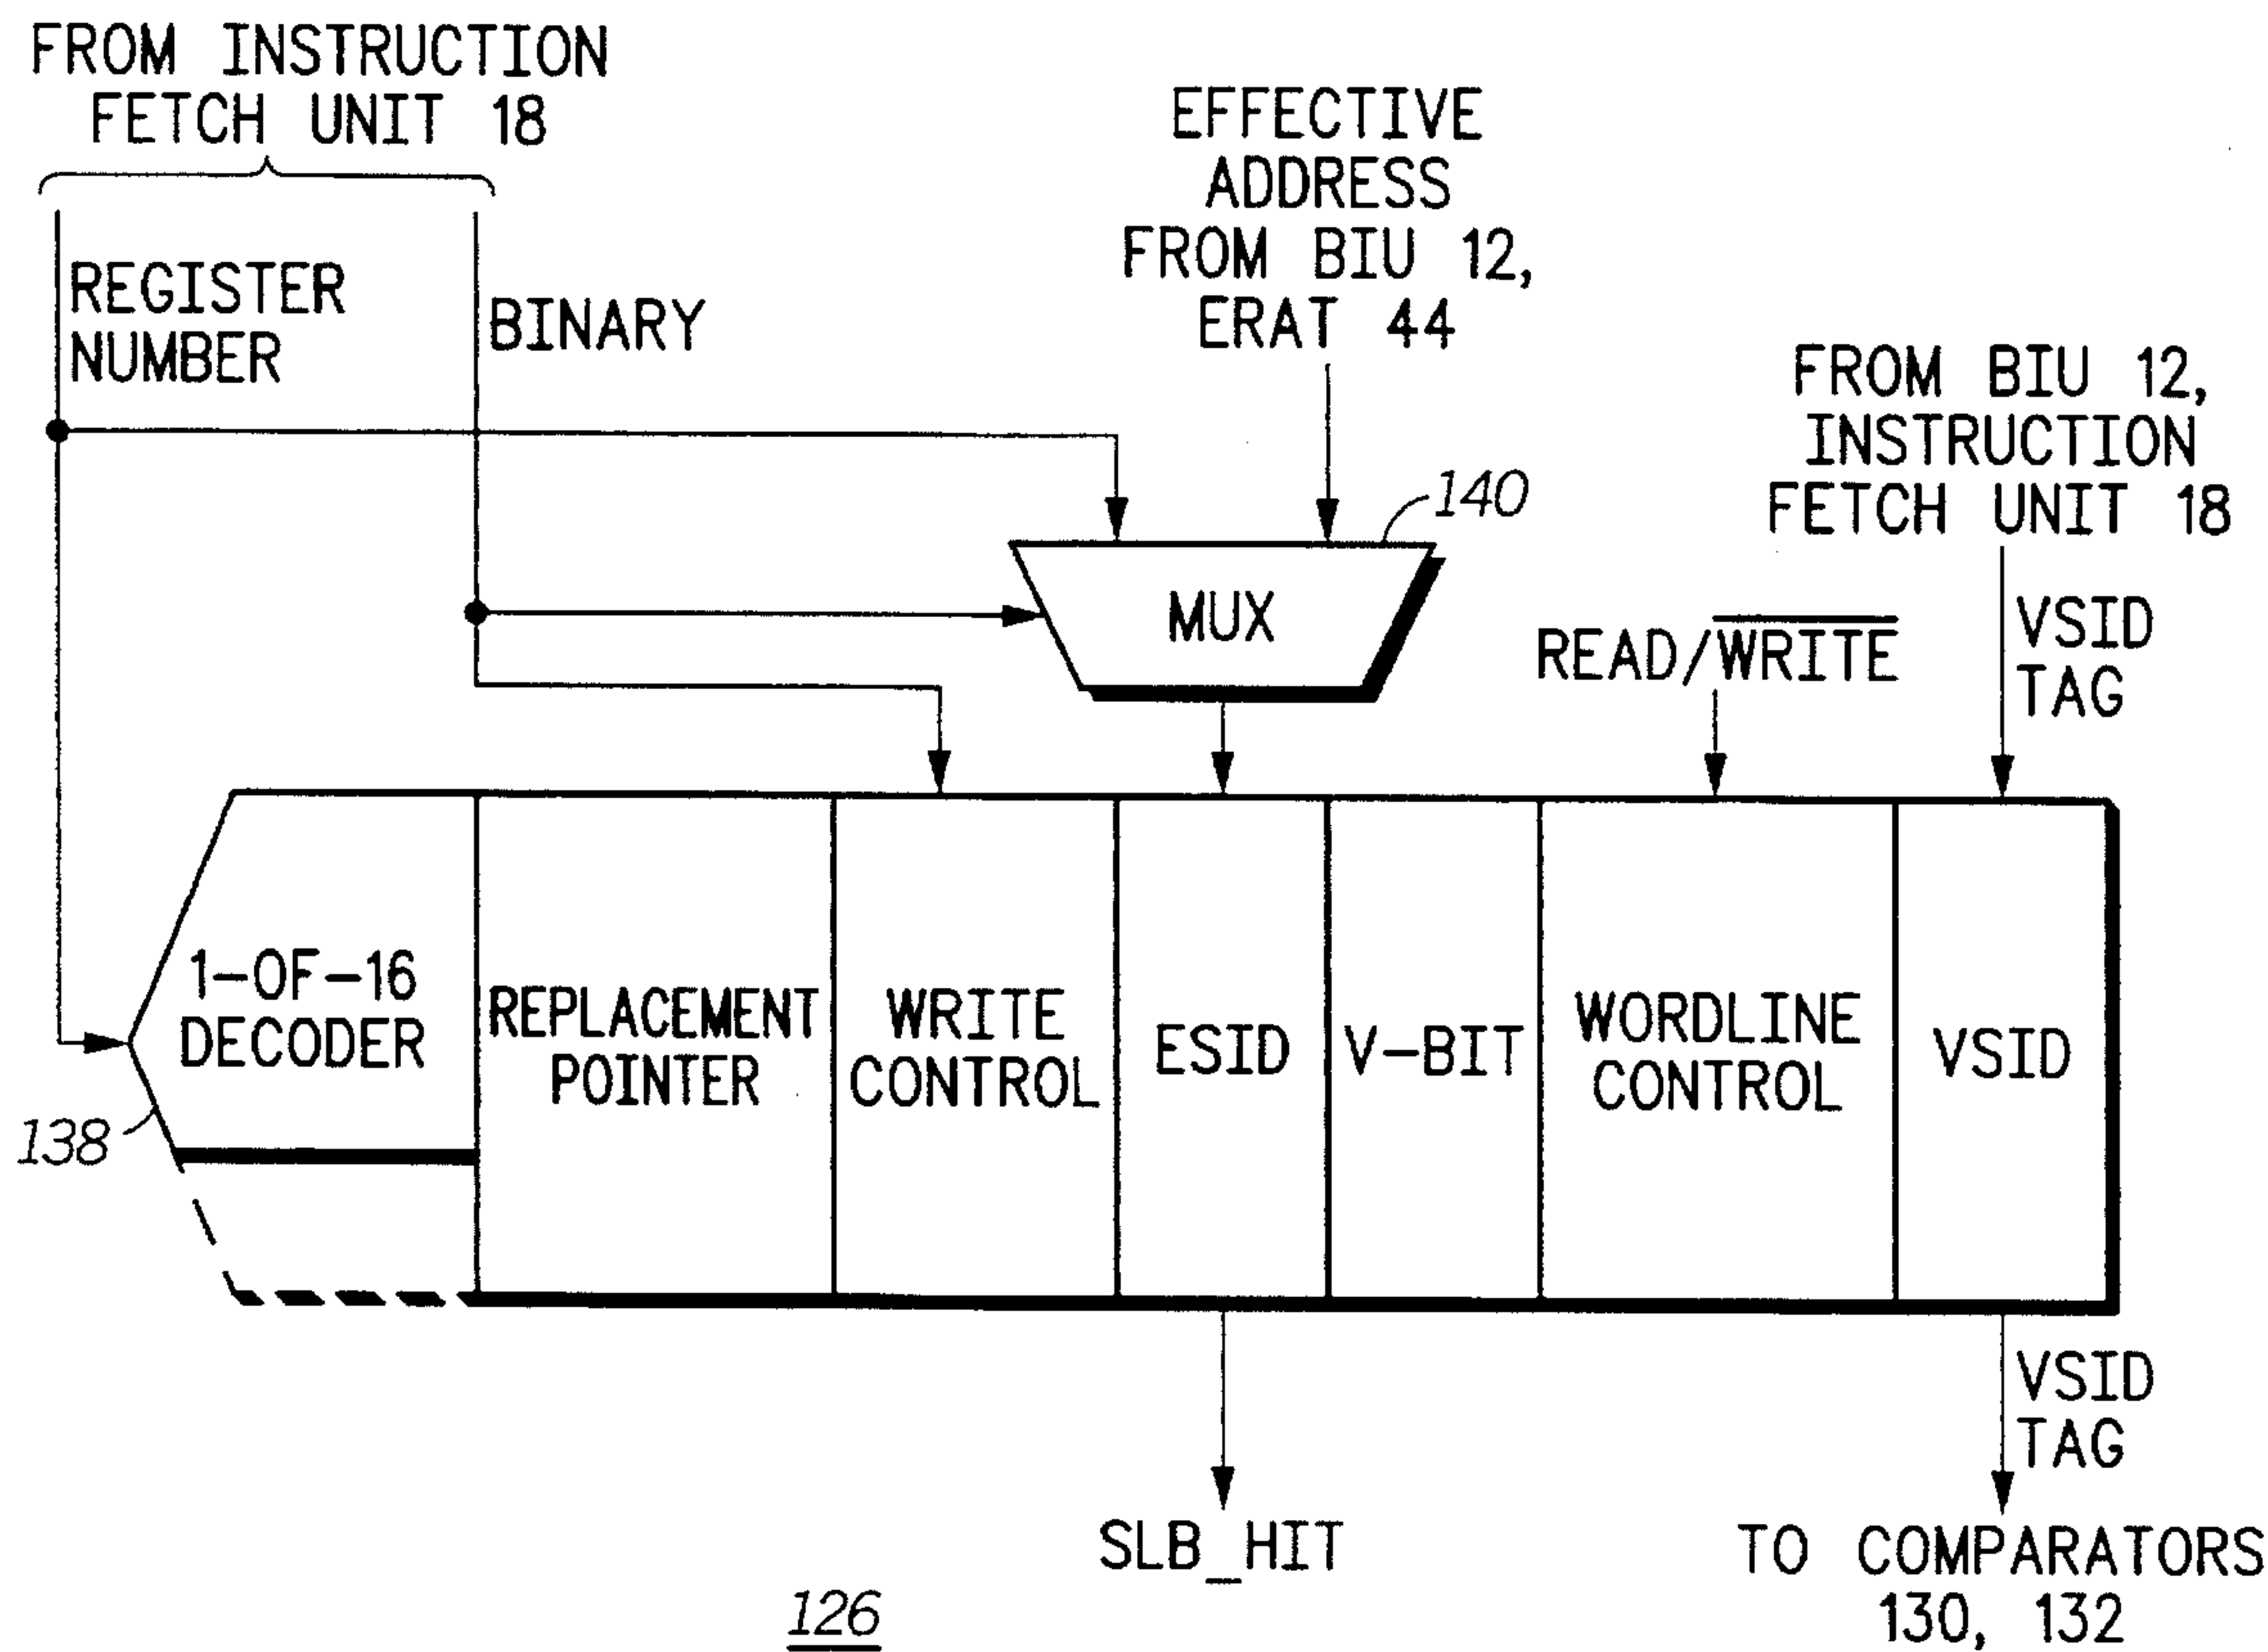 FROM INSTRUCTION
FETCH UNIT 18
REGISTER
NUMBER
BINARY
EFFECTIVE
ADDRESS
FROM BIU 12,
ERAT 44
FROM BIU 12,
INSTRUCTION
FETCH UNIT 18
140
MUX
READ/WRITE
VSID
TAG
1-OF-16
DECODER
138
REPLACEMENT
POINTER
WRITE
CONTROL
ESID
V-BIT
WORDLINE
CONTROL
VSID
SLB_HIT
VSID
TAG
TO COMPARATORS
130, 132
126